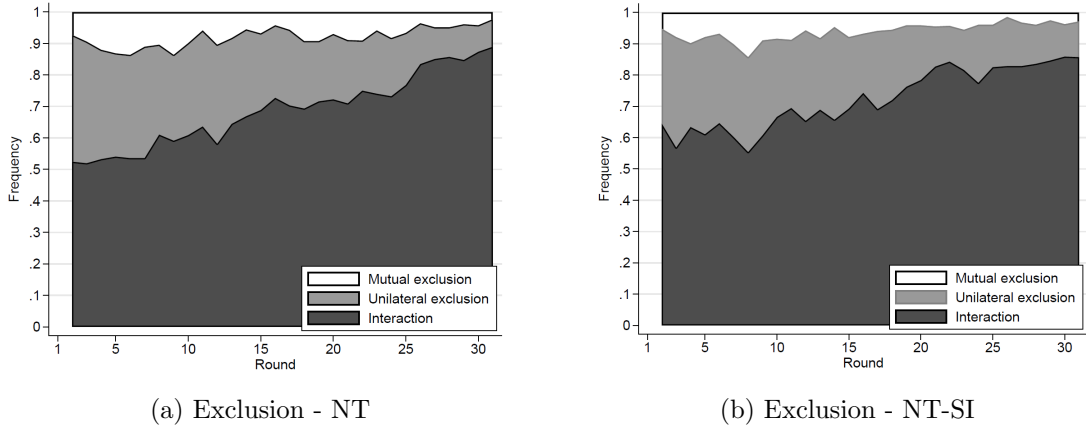 1
.9
.8
.7
.6
.5
.4
.3
.2
.1
0
Frequency
Mutual exclusion
Unilateral exclusion
Interaction
1 5 10 15 20 25 30
Round
(a) Exclusion - NT
1
.9
.8
.7
.6
.5
.4
.3
.2
.1
0
Frequency
Mutual exclusion
Unilateral exclusion
Interaction
1 5 10 15 20 25 30
Round
(b) Exclusion - NT-SI